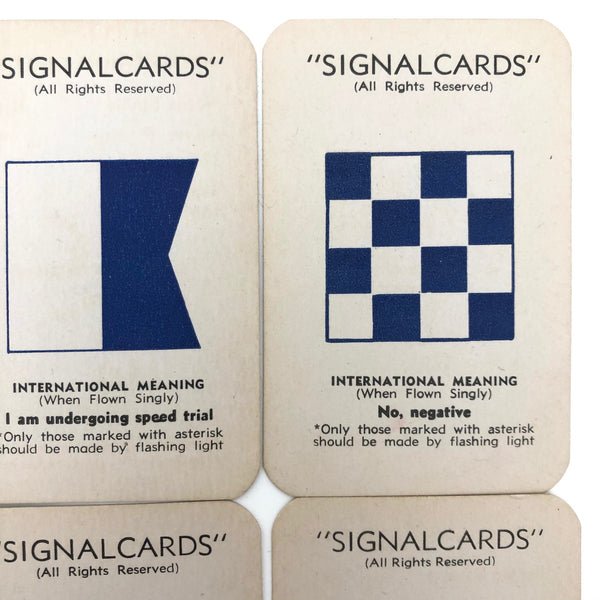 SIGNALCARDS"
(All Rights Reserved)
INTERNATIONAL MEANING
(When Flown Singly)
I am undergoing speed trial
*Only those marked with asterisk
should be made by flashing light
"SIGNALCARDS"
(All Rights Reserved)
INTERNATIONAL MEANING
(When Flown Singly)
No, negative
*Only those marked with asterisk
should be made by flashing light
"SIGNALCARDS"
(All Rights Reserved)
"SIGNALCARDS"
(All Rights Reserved)